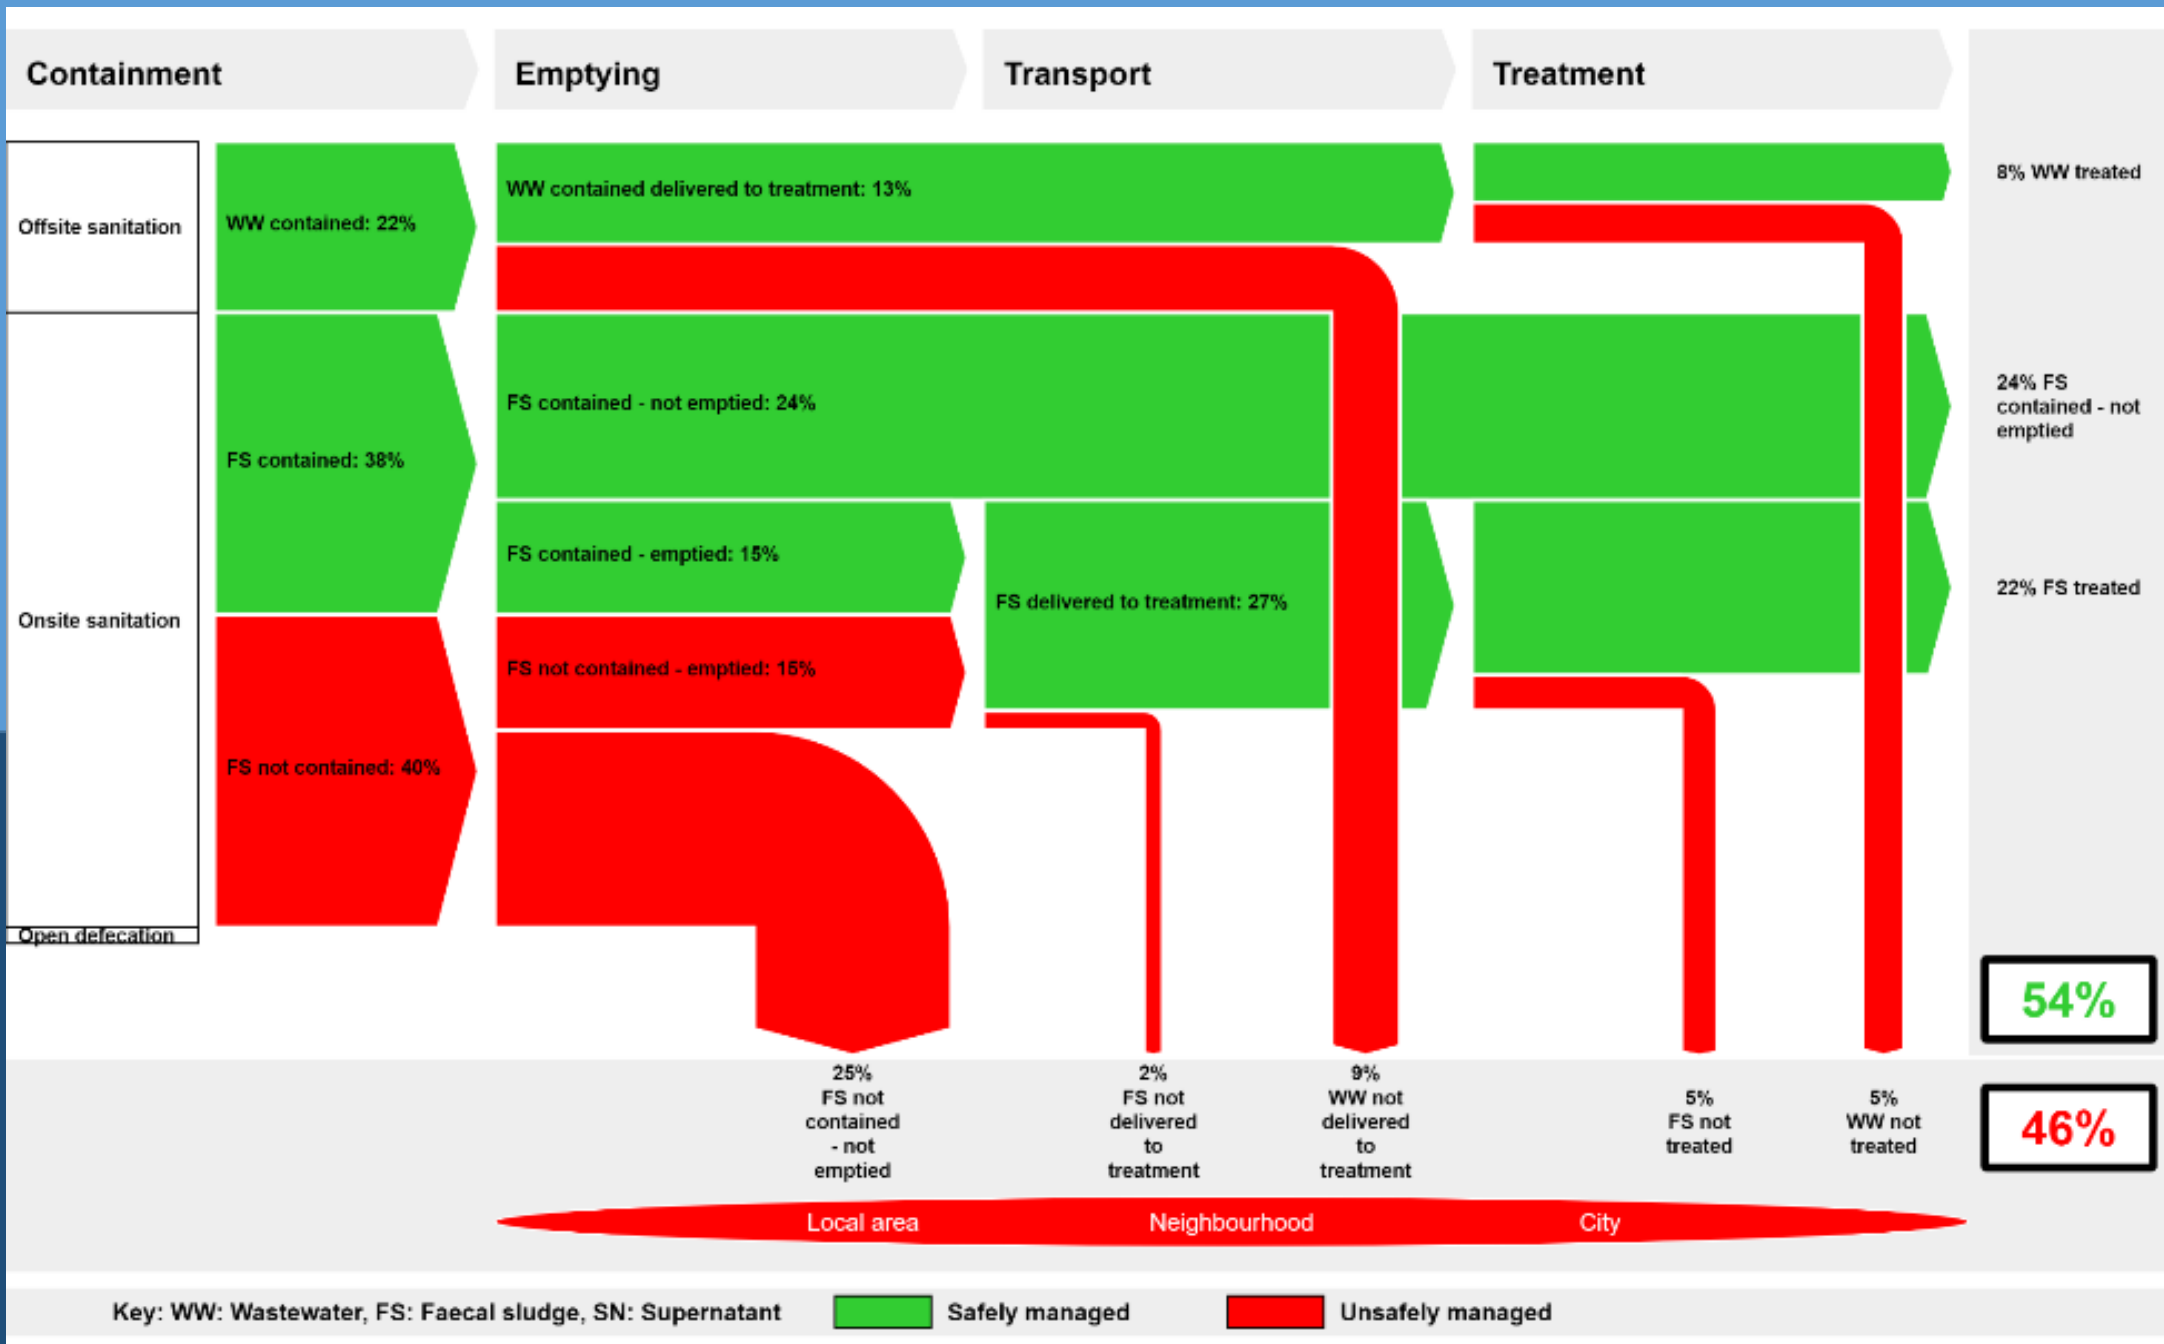 Containment
Emptying
Transport
Treatment
Offsite sanitation
WW contained: 22%
WW contained delivered to treatment: 13%
8% WW treated
Onsite sanitation
FS contained: 38%
FS contained - not emptied: 24%
24% FS
contained - not
emptied
FS contained - emptied: 15%
FS delivered to treatment: 27%
22% FS treated
FS not contained: 40%
FS not contained - emptied: 15%
Open defecation
54%
25%
FS not
contained
- not
emptied
2%
FS not
delivered
to
treatment
9%
WW not
delivered
to
treatment
5%
FS not
treated
5%
WW not
treated
46%
Local area
Neighbourhood
City
Key: WW: Wastewater, FS: Faecal sludge, SN: Supernatant
Safely managed
Unsafely managed